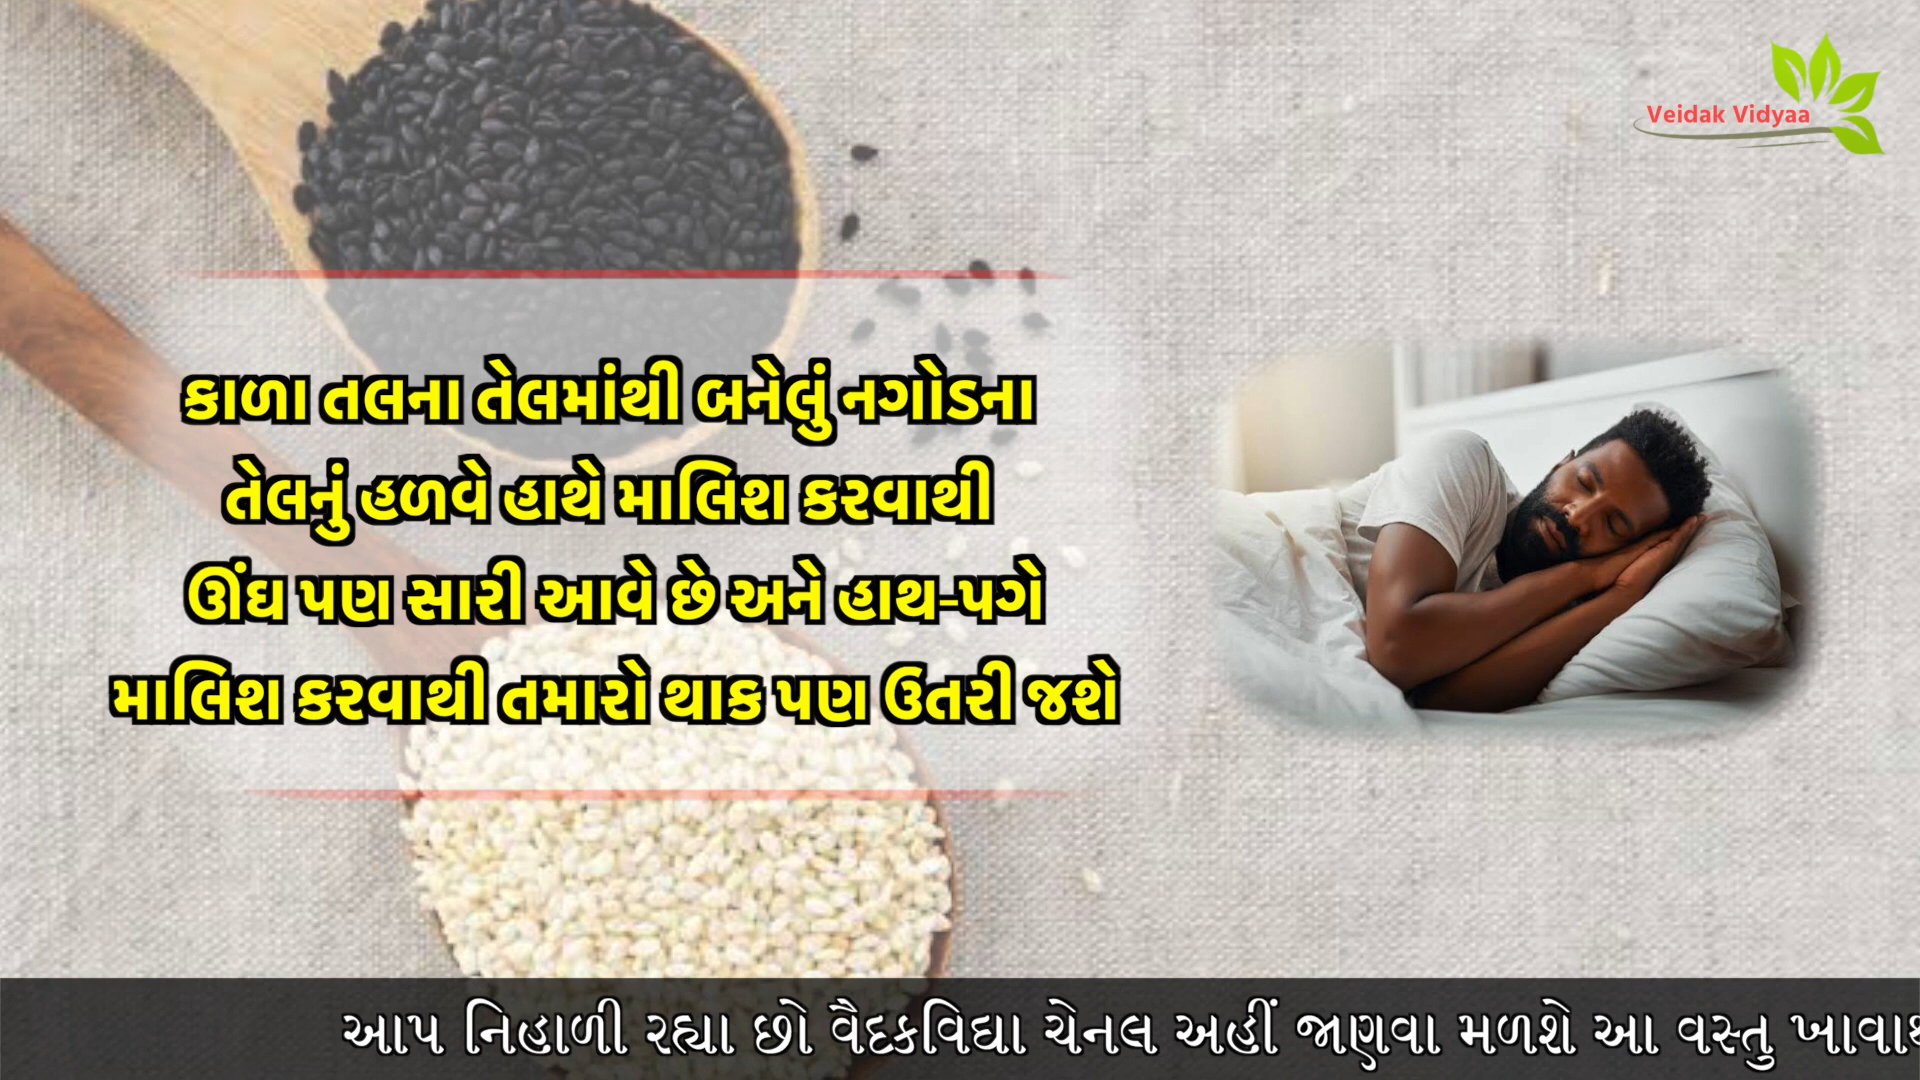 Veidak Vidyaa
કાળા તલના તેલમાંથી બનેલું નગોડના
તેલનું હળવે હાથે માલિશ કરવાથી
ઊંઘ પણ સારી આવે છે અને હાથ-પગે
માલિશ કરવાથી તમારો થાક પણ ઉતરી જશે
આપ નિહાળી રહ્યા છો વૈદકવિદ્યા ચેનલ અહીં જાણવા મળશે આ વસ્તુ